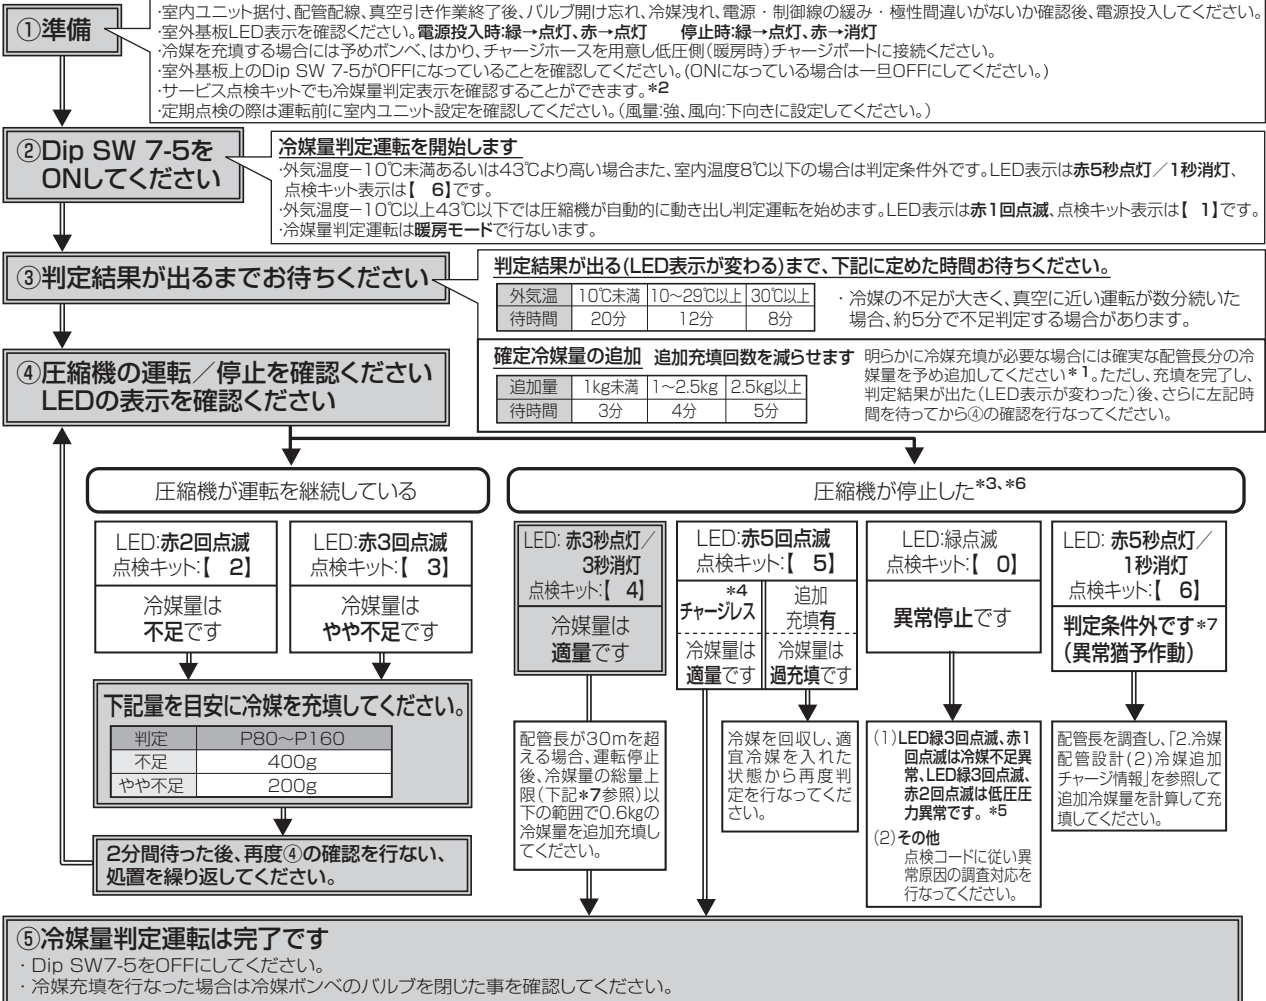 ①準備
·室内ユニット据付、配管配線、真空引き作業終了後、バルブ開け忘れ、冷媒洩れ、電源・制御線の緩み・極性間違いがないか確認後、電源投入してください。
·室外基板LED表示を確認ください。電源投入時:緑→点灯、赤→点灯　停止時:緑→点灯、赤→消灯
·冷媒を充填する場合には予めボンベ、はかり、チャージホースを用意し低圧側(暖房時)チャージポートに接続ください。
·室外基板上のDip SW 7-5がOFFになっていることを確認してください。(ONになっている場合は一旦OFFにしてください。)
·サービス点検キットでも冷媒量判定表示を確認することができます。*2
·定期点検の際は運転前に室内ユニット設定を確認してください。(風量:強、風向:下向きに設定してください。)
②Dip SW 7-5を
ONしてください
冷媒量判定運転を開始します
·外気温度−10℃未満あるいは43℃より高い場合また、室内温度8℃以下の場合は判定条件外です。LED表示は赤5秒点灯／1秒消灯、
点検キット表示は【　6】です。
·外気温度−10℃以上43℃以下では圧縮機が自動的に動き出し判定運転を始めます。LED表示は赤1回点滅、点検キット表示は【　1】です。
·冷媒量判定運転は暖房モードで行ないます。
③判定結果が出るまでお待ちください
判定結果が出る(LED表示が変わる)まで、下記に定めた時間お待ちください。
外気温 10℃未満 10～29℃以上 30℃以上
待時間 20分 12分 8分
・冷媒の不足が大きく、真空に近い運転が数分続いた
場合、約5分で不足判定する場合があります。
④圧縮機の運転／停止を確認ください
LEDの表示を確認ください
確定冷媒量の追加 追加充填回数を減らせます
追加量 1kg未満 1～2.5kg 2.5kg以上
待時間 3分 4分 5分
明らかに冷媒充填が必要な場合には確実な配管長分の冷
媒量を予め追加してください*1。ただし、充填を完了し、
判定結果が出た(LED表示が変わった)後、さらに左記時
間を待ってから④の確認を行なってください。
圧縮機が運転を継続している
圧縮機が停止した*3、*6
LED:赤2回点滅
点検キット:【　2】
冷媒量は
不足です
LED:赤3回点滅
点検キット:【　3】
冷媒量は
やや不足です
下記量を目安に冷媒を充填してください。
判定 P80～P160
不足 400g
やや不足 200g
2分間待った後、再度④の確認を行ない、
処置を繰り返してください。
LED: 赤3秒点灯／
3秒消灯
点検キット:【　4】
冷媒量は
適量です
配管長が30mを超
える場合、運転停止
後、冷媒量の総量上
限(下記*7参照)以
下の範囲で0.6kgの
冷媒量を追加充填し
てください。
LED:赤5回点滅
点検キット:【　5】
*4
チャージレス
冷媒量は
適量です
追加
充填有
冷媒量は
過充填です
冷媒を回収し、適
宜冷媒を入れた
状態から再度判
定を行なってくだ
さい。
LED:緑点滅
点検キット:【　0】
異常停止です
(1)LED緑3回点滅、赤1
回点滅は冷媒不足異
常、LED緑3回点滅、
赤2回点滅は低圧圧
力異常です。 *5
(2)その他
点検コードに従い異
常原因の調査対応を
行なってください。
LED: 赤5秒点灯／
1秒消灯
点検キット:【　6】
判定条件外です*7
(異常猶予作動)
配管長を調査し、「2.冷媒
配管設計(2)冷媒追加
チャージ情報」を参照して
追加冷媒量を計算して充
填してください。
⑤冷媒量判定運転は完了です
・Dip SW7-5をOFFにしてください。
・冷媒充填を行なった場合は冷媒ボンベのバルブを閉じた事を確認してください。